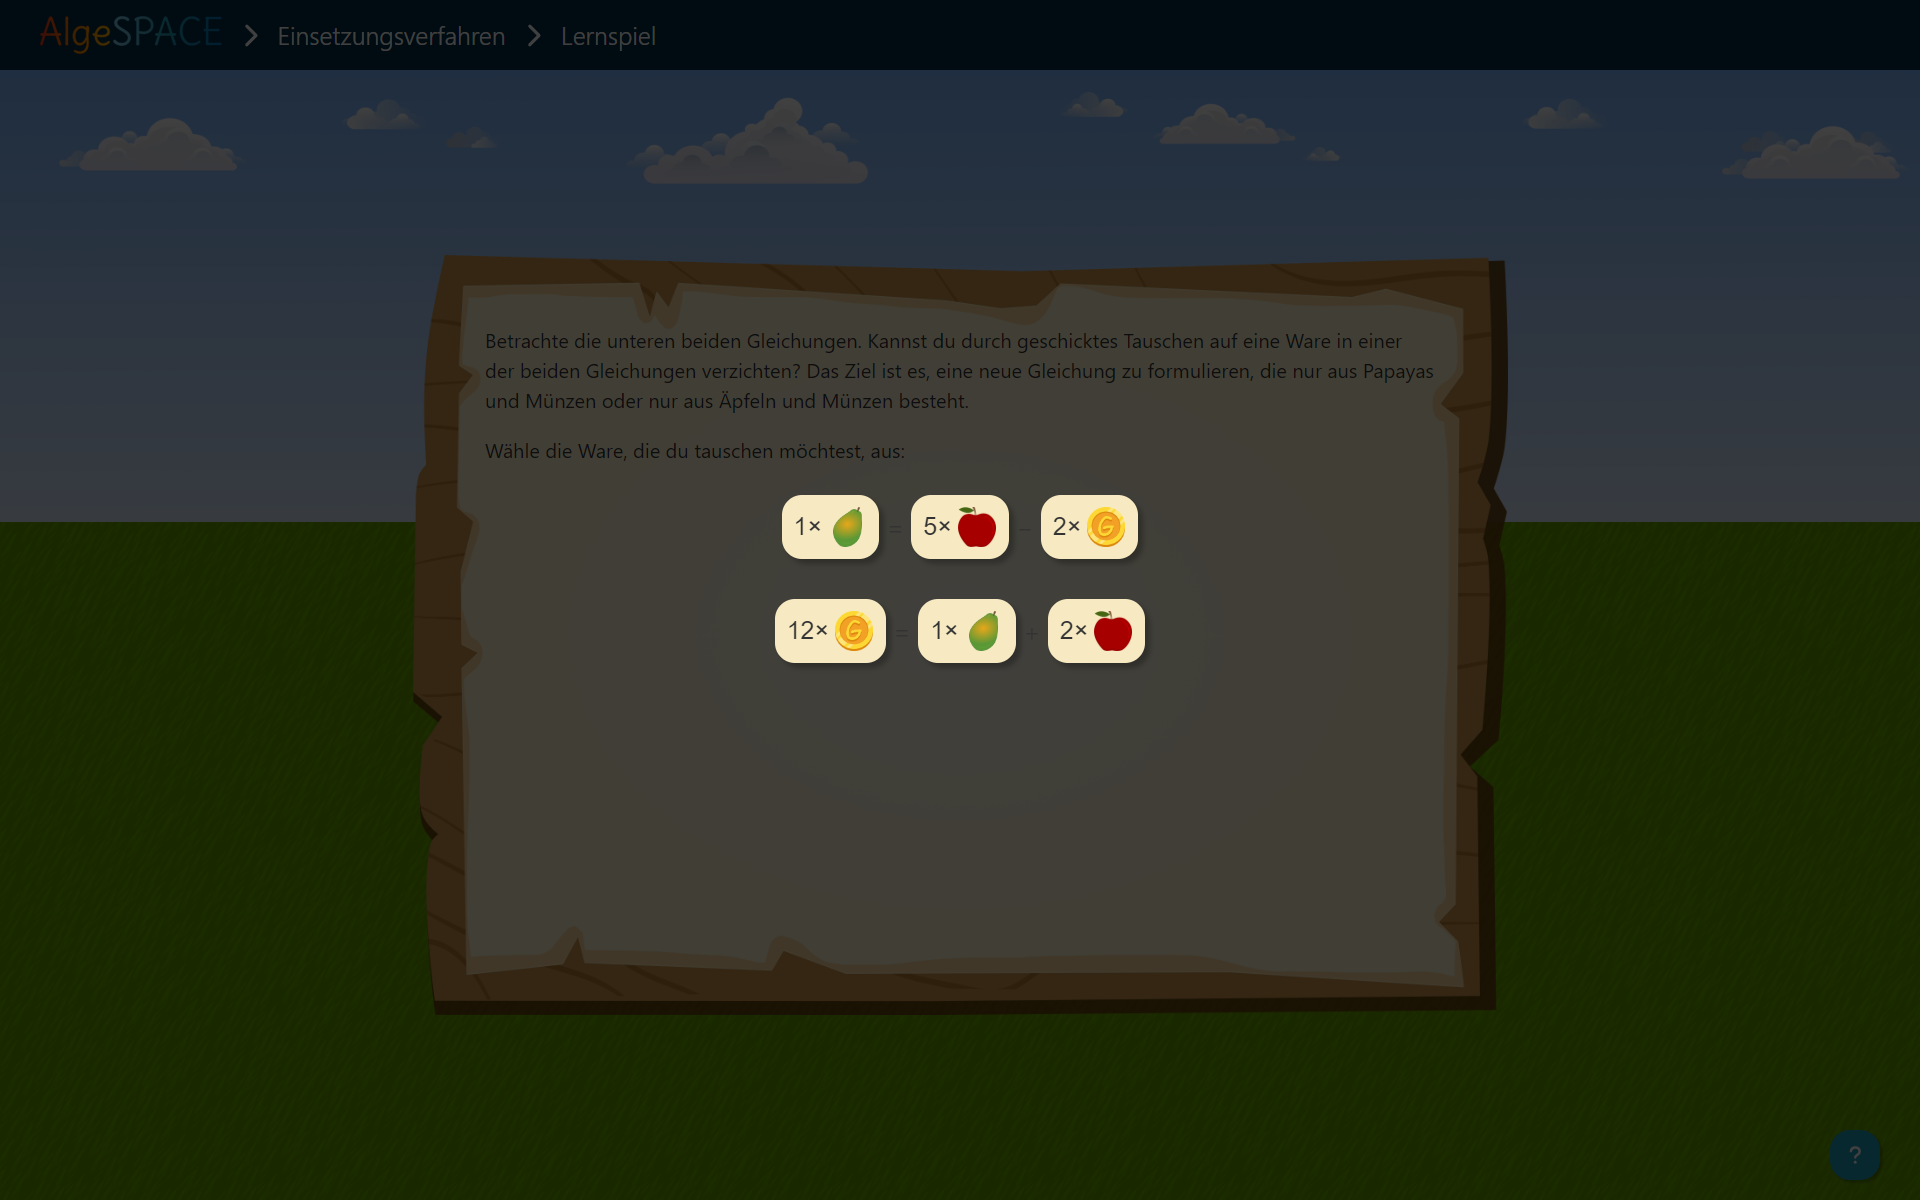 AlgeSPACE > Einsetzungsverfahren > Lernspiel
Betrachte die unteren beiden Gleichungen. Kannst du durch geschicktes Tauschen auf eine Ware in einer
der beiden Gleichungen verzichten? Das Ziel ist es, eine neue Gleichung zu formulieren, die nur aus Papayas
und Münzen oder nur aus Äpfeln und Münzen besteht.
Wähle die Ware, die du tauschen möchtest, aus:
1× = 5× − 2× G
12× G = 1× + 2×
?